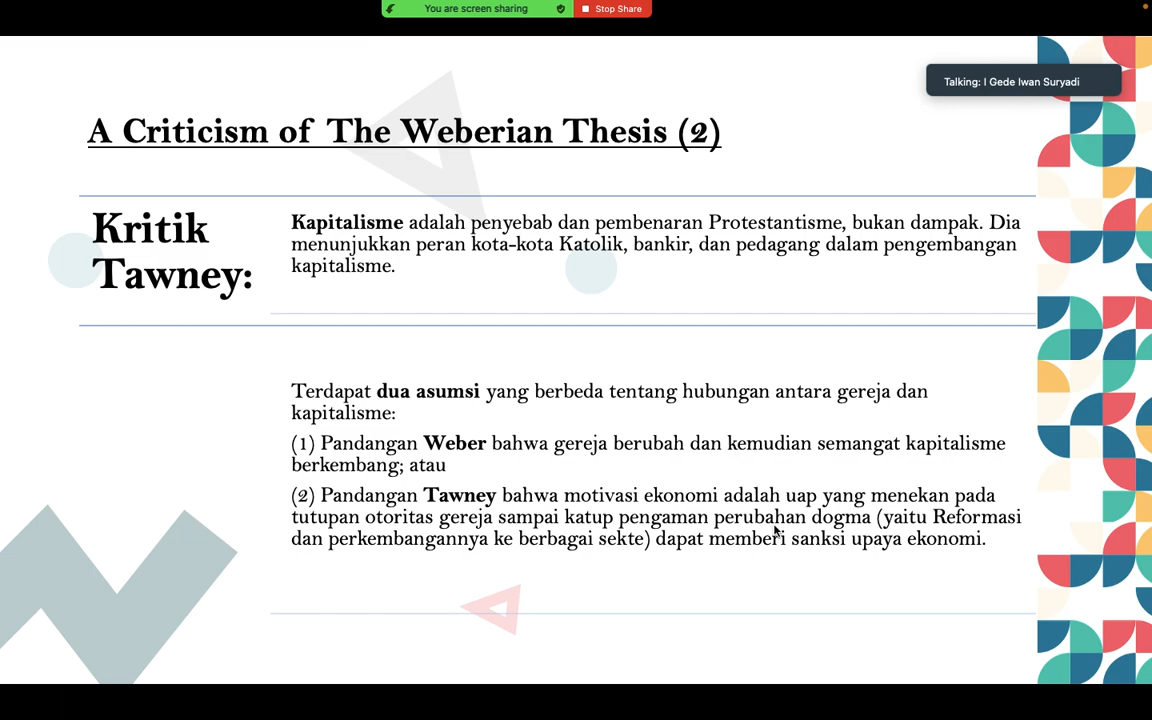 You are screen sharing
Stop Share
Talking: I Gede Iwan Suryadi
A Criticism of The Weberian Thesis (2)
Kritik
Tawney:
Kapitalisme adalah penyebab dan pembenaran Protestantisme, bukan dampak. Dia
menunjukkan peran kota-kota Katolik, bankir, dan pedagang dalam pengembangan
kapitalisme.
Terdapat dua asumsi yang berbeda tentang hubungan antara gereja dan
kapitalisme:
(1) Pandangan Weber bahwa gereja berubah dan kemudian semangat kapitalisme
berkembang; atau
(2) Pandangan Tawney bahwa motivasi ekonomi adalah uap yang menekan pada
tutupan otoritas gereja sampai katup pengaman perubahan dogma (yaitu Reformasi
dan perkembangannya ke berbagai sekte) dapat memberi sanksi upaya ekonomi.